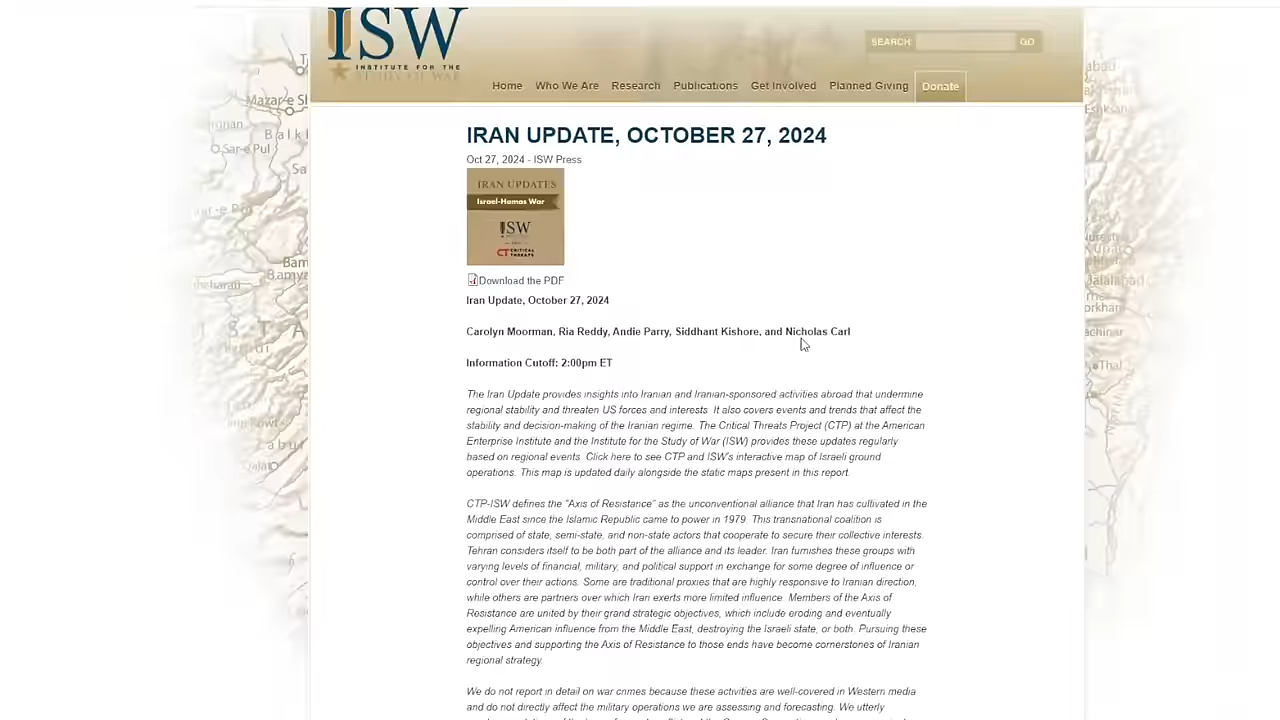 ISW
INSTITUTE FOR THE
STUDY OF WAR
SEARCH GO
Home Who We Are Research Publications Get Involved Planned Giving Donate
IRAN UPDATE, OCTOBER 27, 2024
Oct 27, 2024 - ISW Press
IRAN UPDATES
Israel-Hamas War
ISW
CT CRITICAL
THREATS
Download the PDF
Iran Update, October 27, 2024
Carolyn Moorman, Ria Reddy, Andie Parry, Siddhant Kishore, and Nicholas Carl
Information Cutoff: 2:00pm ET
The Iran Update provides insights into Iranian and Iranian-sponsored activities abroad that undermine
regional stability and threaten US forces and interests. It also covers events and trends that affect the
stability and decision-making of the Iranian regime. The Critical Threats Project (CTP) at the American
Enterprise Institute and the Institute for the Study of War (ISW) provides these updates regularly
based on regional events. Click here to see CTP and ISW's interactive map of Israeli ground
operations. This map is updated daily alongside the static maps present in this report.
CTP-ISW defines the "Axis of Resistance" as the unconventional alliance that Iran has cultivated in the
Middle East since the Islamic Republic came to power in 1979. This transnational coalition is
comprised of state, semi-state, and non-state actors that cooperate to secure their collective interests.
Tehran considers itself to be both part of the alliance and its leader. Iran furnishes these groups with
varying levels of financial, military, and political support in exchange for some degree of influence or
control over their actions. Some are traditional proxies that are highly responsive to Iranian direction,
while others are partners over which Iran exerts more limited influence. Members of the Axis of
Resistance are united by their grand strategic objectives, which include eroding and eventually
expelling American influence from the Middle East, destroying the Israeli state, or both. Pursuing these
objectives and supporting the Axis of Resistance to those ends have become cornerstones of Iranian
regional strategy.
We do not report in detail on war crimes because these activities are well-covered in Western media
and do not directly affect the military operations we are assessing and forecasting. We utterly
Mazar-e
Balk
Sar-e Pul
Bam
Bamya
Thal